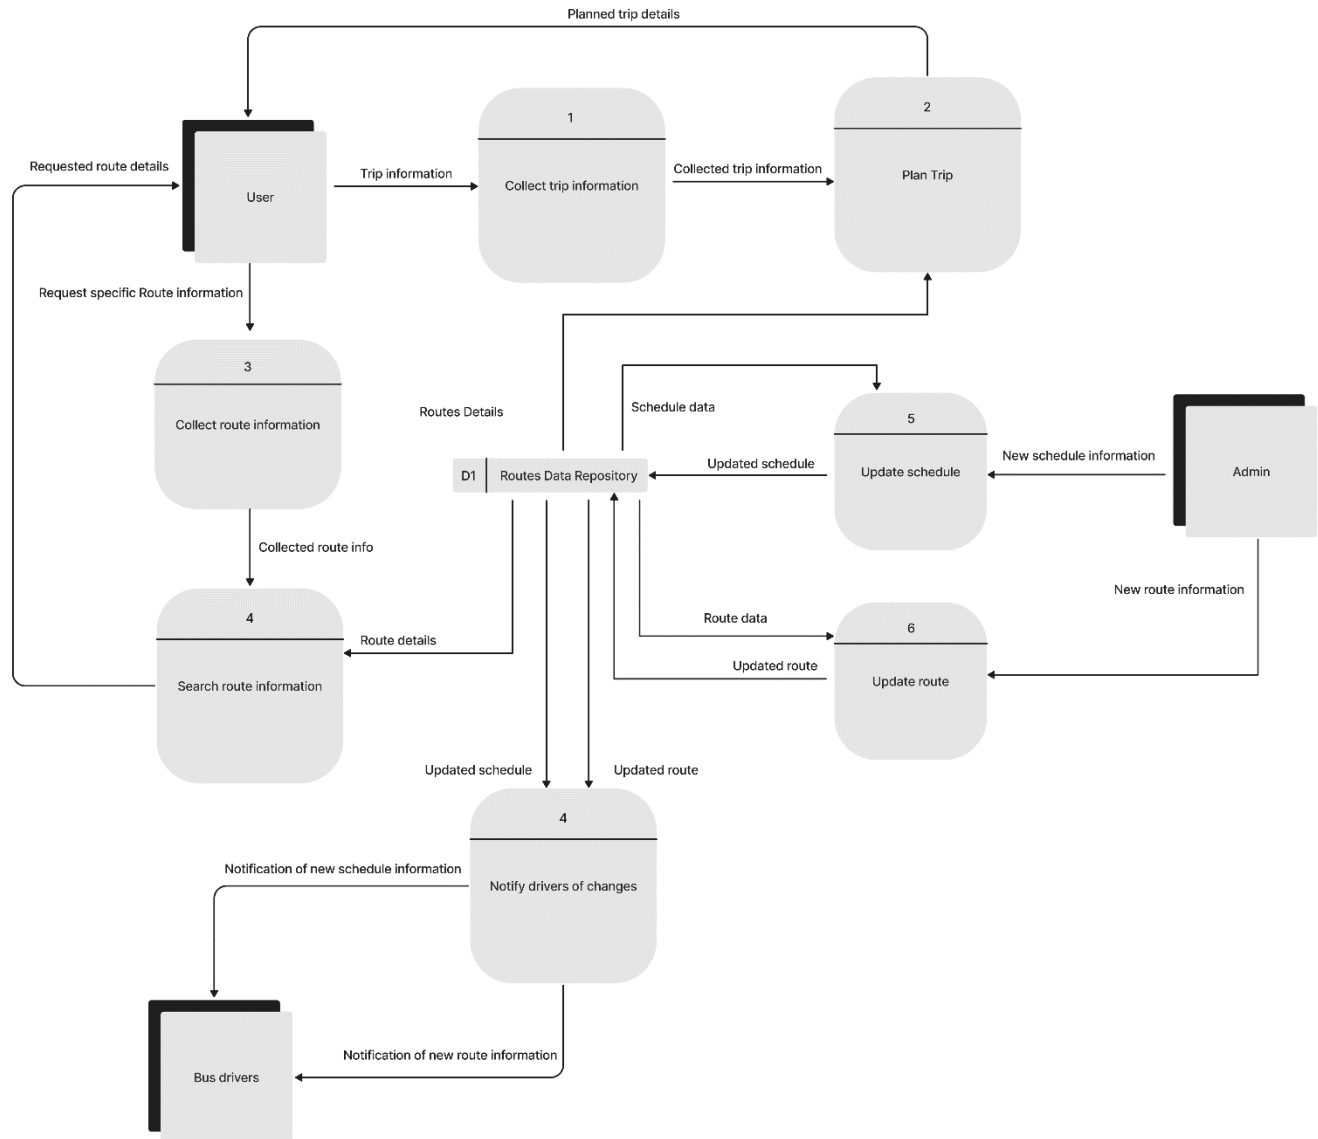 Planned trip details
2
Plan Trip
1
Collect trip information
Collected trip information
Trip information
User
Requested route details
Request specific Route information
3
Collect route information
Collected route info
4
Search route information
Routes Details
Schedule data
D1 Routes Data Repository
Updated schedule
5
Update schedule
New schedule information
Admin
New route information
Route data
Updated route
6
Update route
Route details
Updated schedule
Updated route
4
Notify drivers of changes
Notification of new schedule information
Notification of new route information
Bus drivers